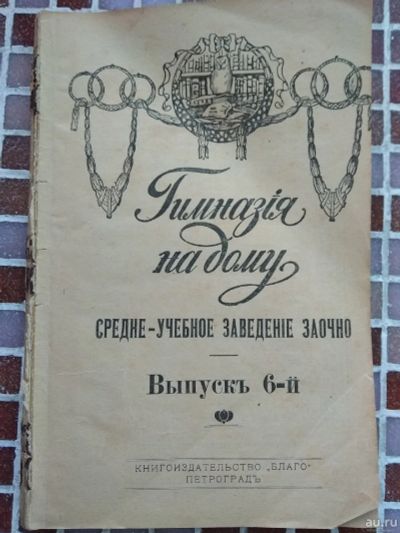 Гимназія
на дому
СРЕДНЕ-УЧЕБНОЕ ЗАВЕДЕНІЕ ЗАОЧНО
Выпускъ 6-й
КНИГОИЗДАТЕЛЬСТВО „БЛАГО"
ПЕТРОГРАДЪ
au.ru